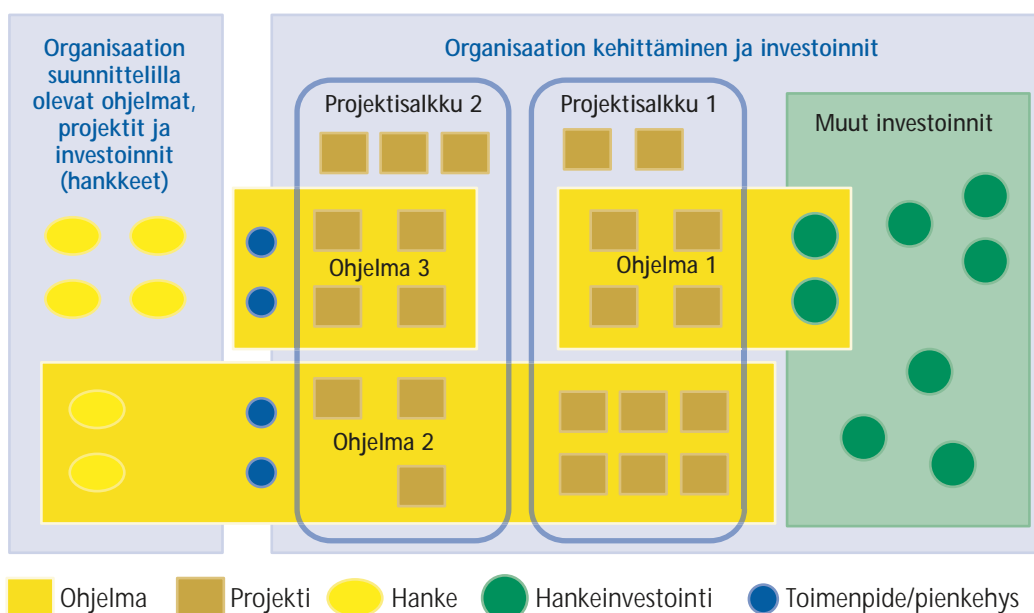 Organisaation
suunnittelilla
olevat ohjelmat,
projektit ja
investoinnit
(hankkeet)
Organisaation kehittäminen ja investoinnit
Projektisalkku 2
Projektisalkku 1
Muut investoinnit
Ohjelma 3
Ohjelma 1
Ohjelma 2
Ohjelma
Projekti
Hanke
Hankeinvestointi
Toimenpide/pienkehys